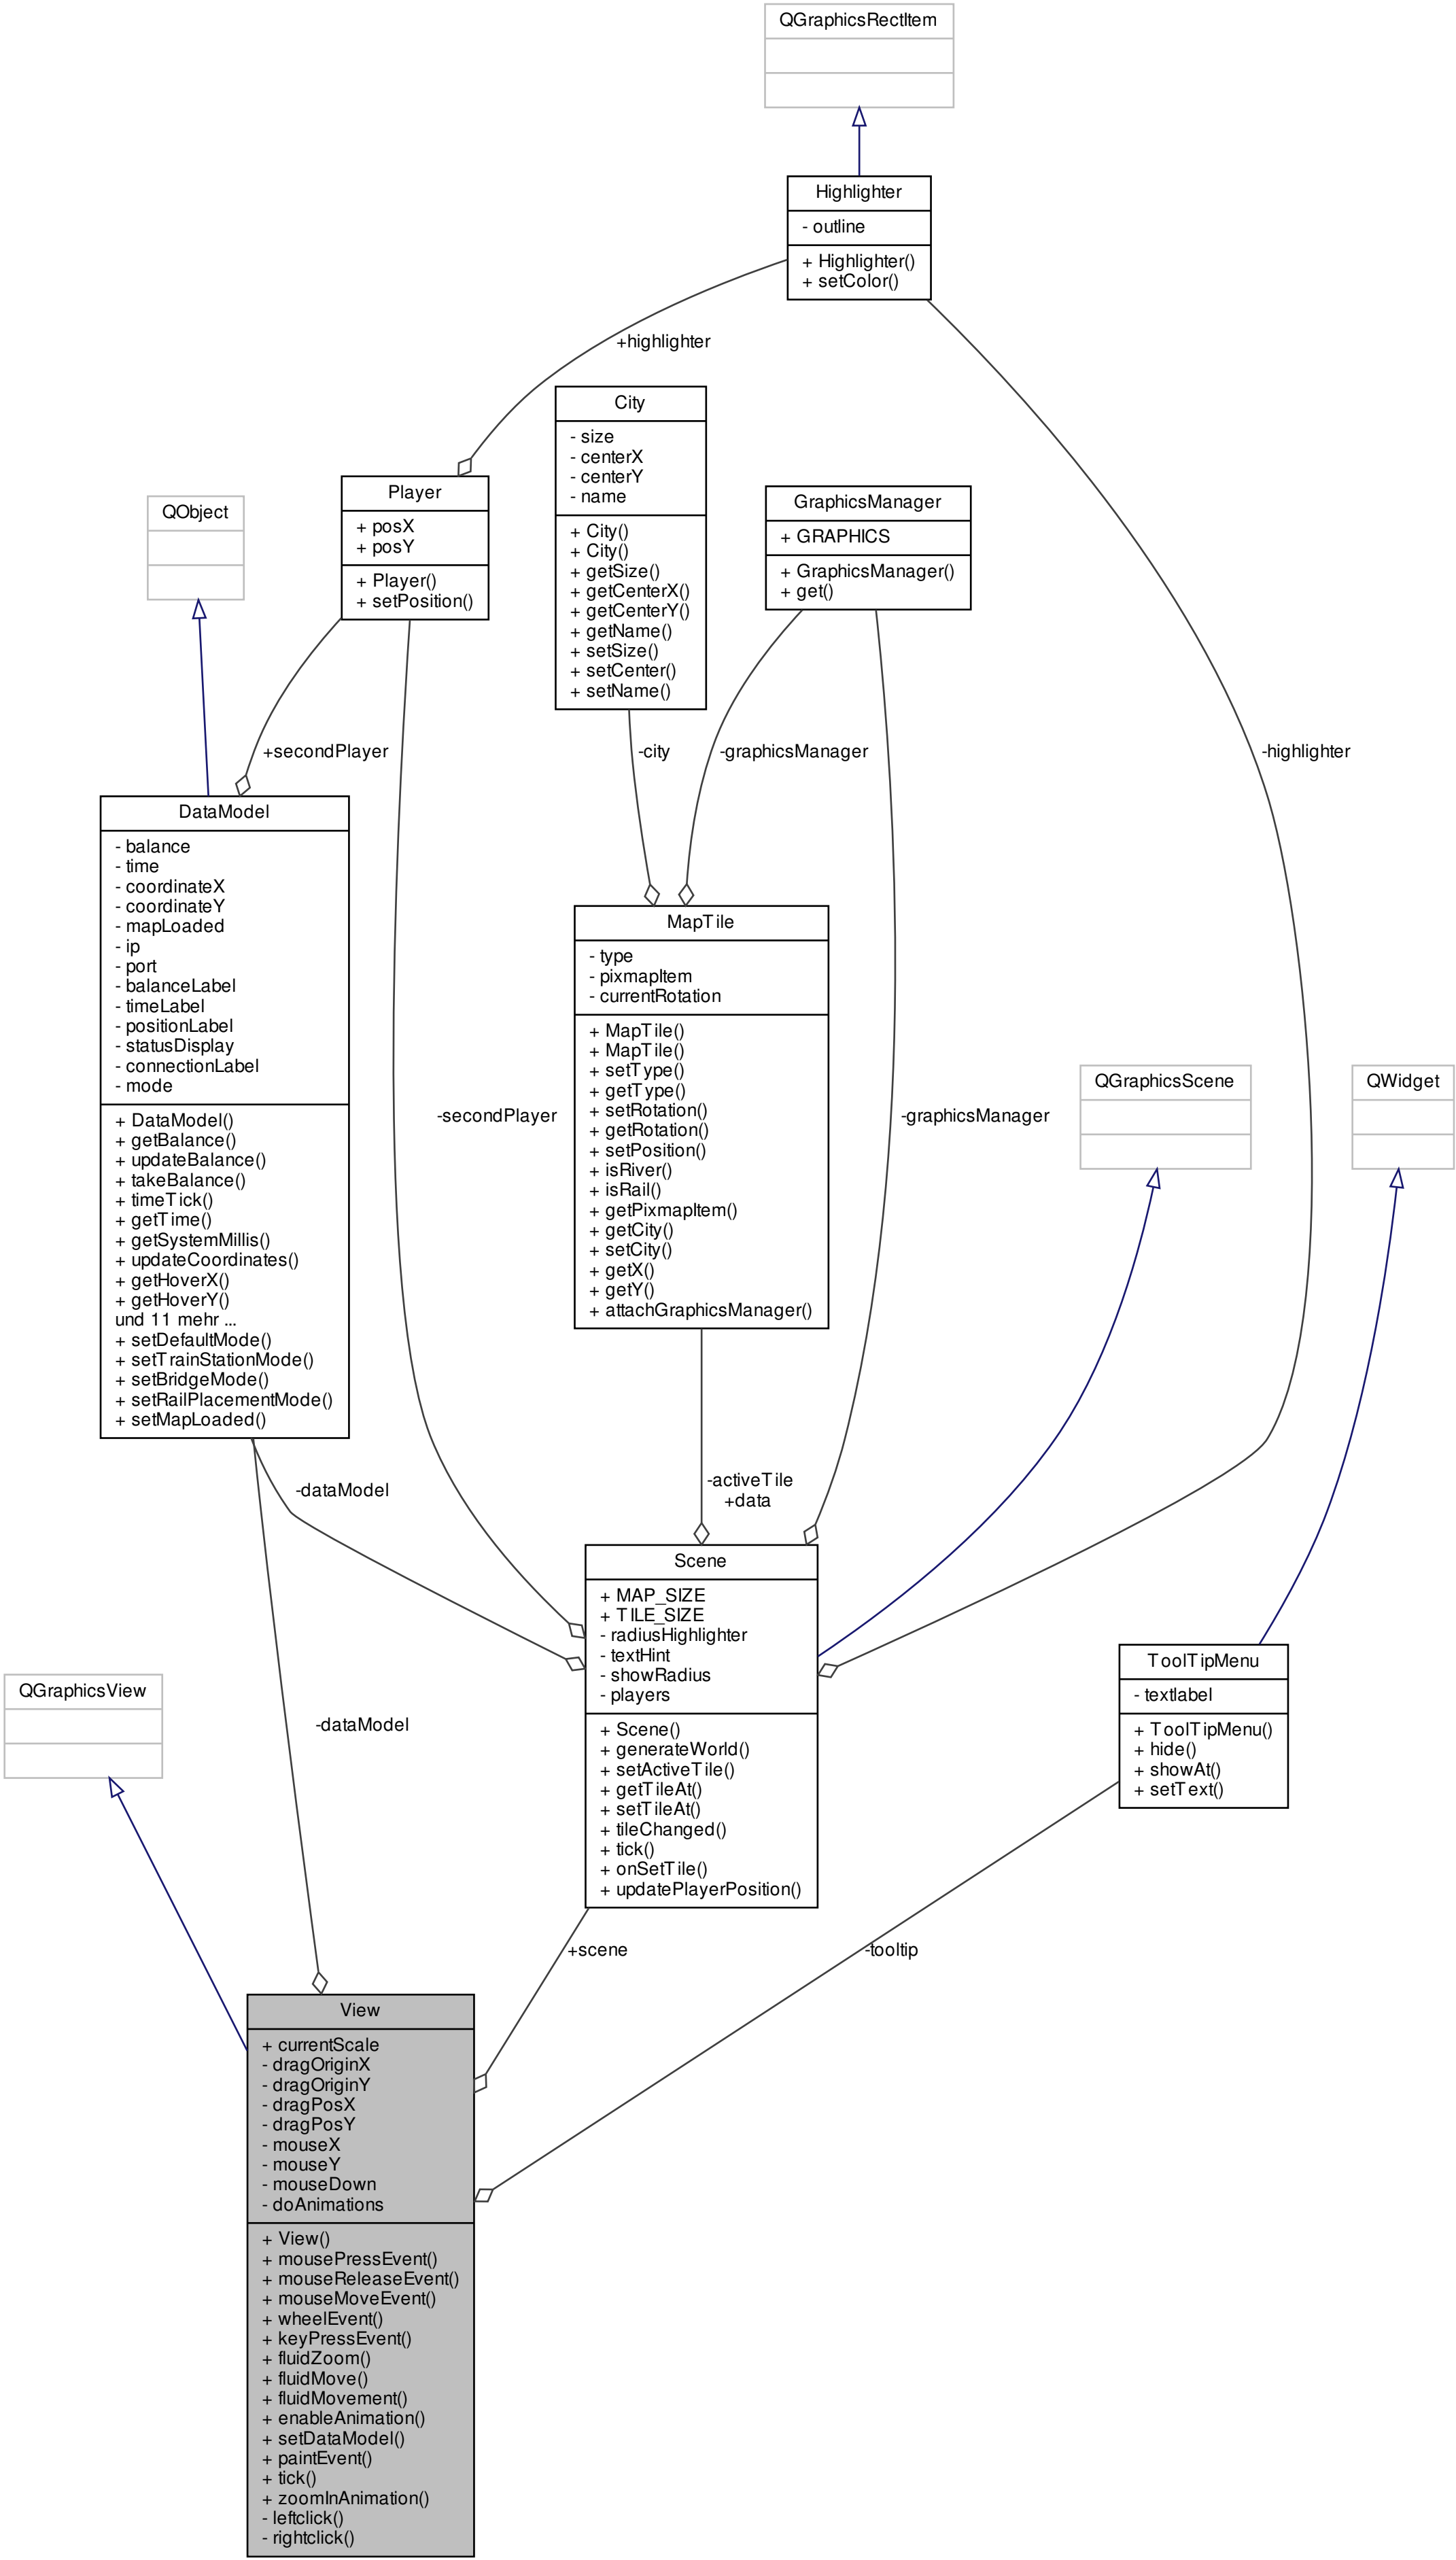 QGraphicsRectItem
Highlighter
- outline
+ Highlighter()
+ setColor()
+highlighter
City
- size
- centerX
- centerY
- name
+ City()
+ City()
+ getSize()
+ getCenterX()
+ getCenterY()
+ getName()
+ setSize()
+ setCenter()
+ setName()
Player
+ posX
+ posY
+ Player()
+ setPosition()
GraphicsManager
+ GRAPHICS
+ GraphicsManager()
+ get()
QObject
+secondPlayer
-city
-graphicsManager
-highlighter
DataModel
- balance
- time
- coordinateX
- coordinateY
- mapLoaded
- ip
- port
- balanceLabel
- timeLabel
- positionLabel
- statusDisplay
- connectionLabel
- mode
+ DataModel()
+ getBalance()
+ updateBalance()
+ takeBalance()
+ timeTick()
+ getTime()
+ getSystemMillis()
+ updateCoordinates()
+ getHoverX()
+ getHoverY()
und 11 mehr ...
+ setDefaultMode()
+ setTrainStationMode()
+ setBridgeMode()
+ setRailPlacementMode()
+ setMapLoaded()
MapTile
- type
- pixmapItem
- currentRotation
+ MapTile()
+ MapTile()
+ setType()
+ getType()
+ setRotation()
+ getRotation()
+ setPosition()
+ isRiver()
+ isRail()
+ getPixmapItem()
+ getCity()
+ setCity()
+ getX()
+ getY()
+ attachGraphicsManager()
-secondPlayer
-graphicsManager
QGraphicsScene
QWidget
-dataModel
-activeTile
+data
Scene
+ MAP_SIZE
+ TILE_SIZE
- radiusHighlighter
- textHint
- showRadius
- players
+ Scene()
+ generateWorld()
+ setActiveTile()
+ getTileAt()
+ setTileAt()
+ tileChanged()
+ tick()
+ onSetTile()
+ updatePlayerPosition()
ToolTipMenu
- textlabel
+ ToolTipMenu()
+ hide()
+ showAt()
+ setText()
QGraphicsView
-dataModel
+scene
-tooltip
View
+ currentScale
- dragOriginX
- dragOriginY
- dragPosX
- dragPosY
- mouseX
- mouseY
- mouseDown
- doAnimations
+ View()
+ mousePressEvent()
+ mouseReleaseEvent()
+ mouseMoveEvent()
+ wheelEvent()
+ keyPressEvent()
+ fluidZoom()
+ fluidMove()
+ fluidMovement()
+ enableAnimation()
+ setDataModel()
+ paintEvent()
+ tick()
+ zoomInAnimation()
- leftclick()
- rightclick()